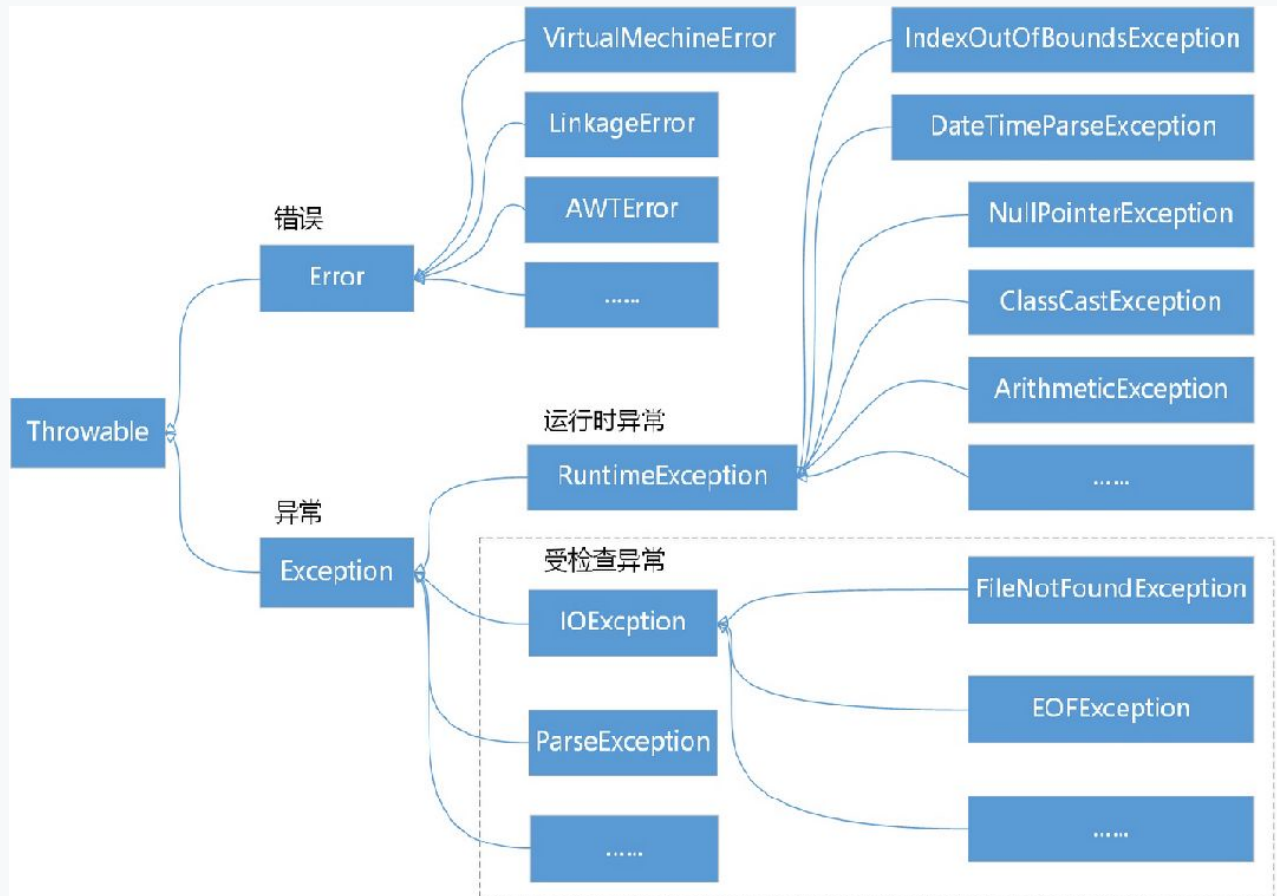 VirtualMechineError
IndexOutOfBoundsException
LinkageError
DateTimeParseException
AWTError
NullPointerException
错误
Error
……
ClassCastException
Throwable
运行时异常
ArithmeticException
RuntimeException
……
异常
Exception
受检查异常
IOExcption
FileNotFoundException
ParseException
EOFException
……
……